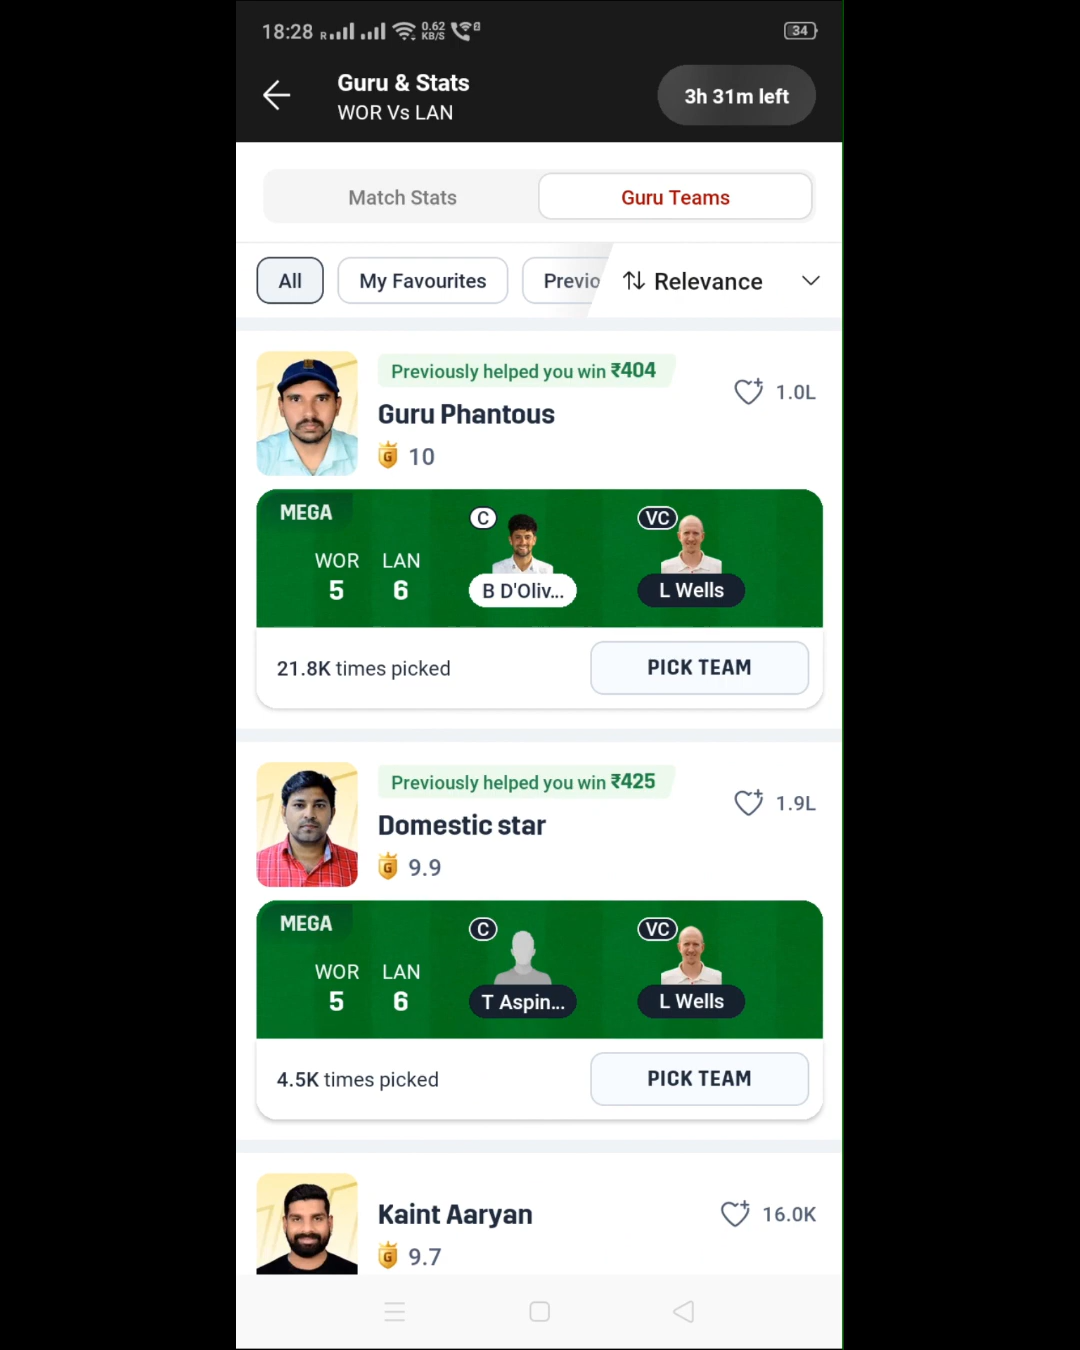 18:28 R 0.62 KB/S 34
Guru & Stats
WOR Vs LAN
3h 31m left
Match Stats
Guru Teams
All
My Favourites
Previo
Relevance
Previously helped you win ₹404
1.0L
Guru Phantous
G 10
MEGA
C
VC
WOR LAN
5 6
B D'Oliv...
L Wells
21.8K times picked
PICK TEAM
Previously helped you win ₹425
1.9L
Domestic star
G 9.9
MEGA
C
VC
WOR LAN
5 6
T Aspin...
L Wells
4.5K times picked
PICK TEAM
Kaint Aaryan
16.0K
G 9.7